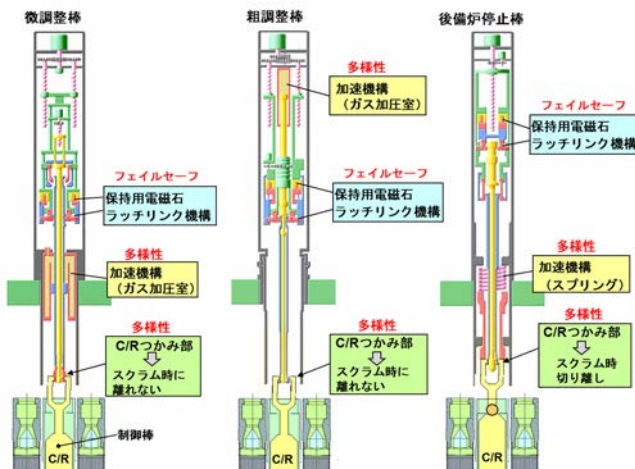 微調整棒
フェイルセーフ
保持用電磁石
ラッチリンク機構
多様性
加速機構
(ガス加圧室)
多様性
C/Rつかみ部
スクラム時に
離れない
制御棒
C/R
粗調整棒
多様性
加速機構
(ガス加圧室)
フェイルセーフ
保持用電磁石
ラッチリンク機構
多様性
C/Rつかみ部
スクラム時に
離れない
C/R
後備炉停止棒
フェイルセーフ
保持用電磁石
ラッチリンク機構
多様性
加速機構
(スプリング)
多様性
C/Rつかみ部
スクラム時
切り離し
C/R